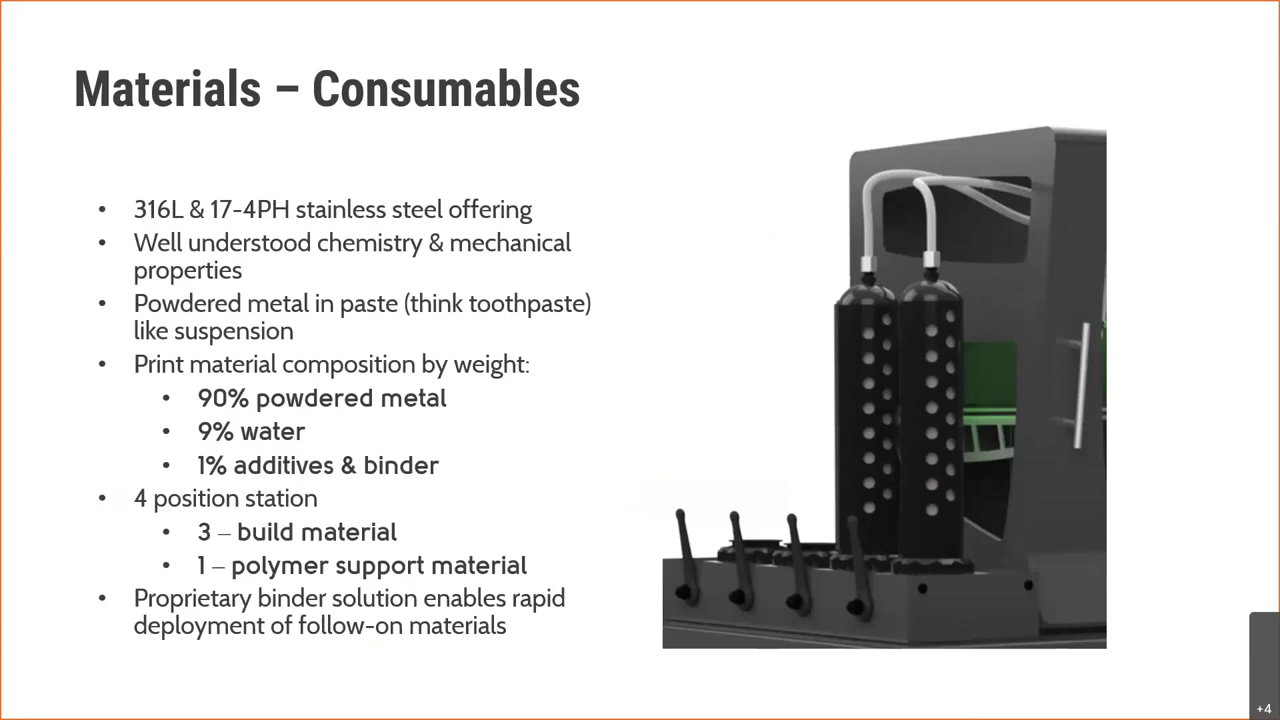 Materials – Consumables
• 316L & 17-4PH stainless steel offering
• Well understood chemistry & mechanical
properties
• Powdered metal in paste (think toothpaste)
like suspension
• Print material composition by weight:
• 90% powdered metal
• 9% water
• 1% additives & binder
• 4 position station
• 3 – build material
• 1 – polymer support material
• Proprietary binder solution enables rapid
deployment of follow-on materials
+4